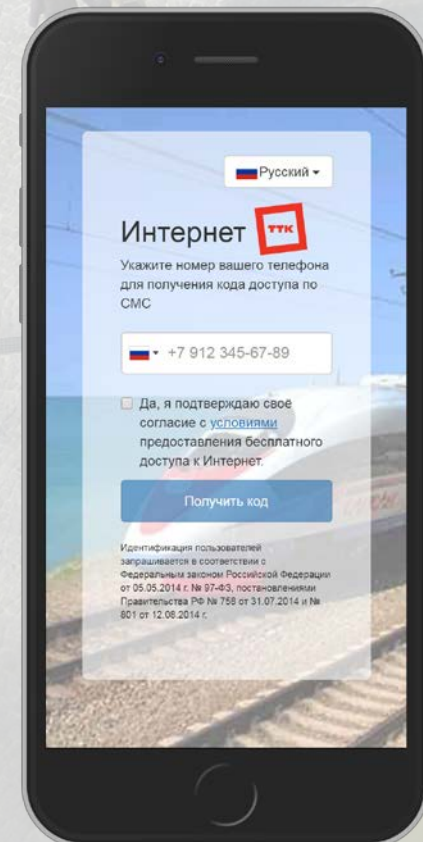 Русский
Интернет ТТК
Укажите номер вашего телефона
для получения кода доступа по
СМС
+7 912 345-67-89
Да, я подтверждаю своё
согласие с условиями
предоставления бесплатного
доступа к Интернет.
Получить код
Идентификация пользователей
запрашивается в соответствии с
Федеральным законом Российской Федерации
от 05.05.2014 г. № 97-ФЗ, постановлениями
Правительства РФ № 758 от 31.07.2014 и №
801 от 12.08.2014 г.